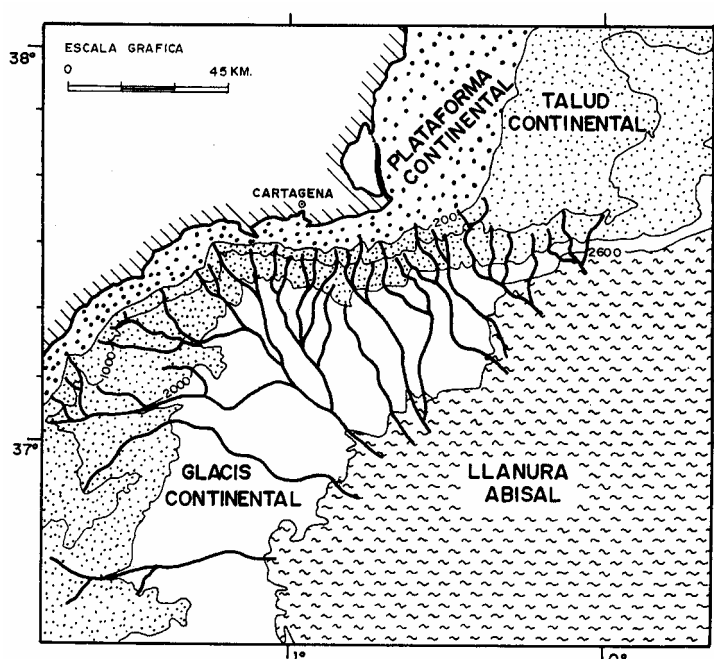 38°
ESCALA GRAFICA
0 45 KM.
PLATAFORMA
CONTINENTAL
TALUD
CONTINENTAL
CARTAGENA
200
2600
1000
2000
37°
GLACIS
CONTINENTAL
LLANURA
ABISAL
1°
0°